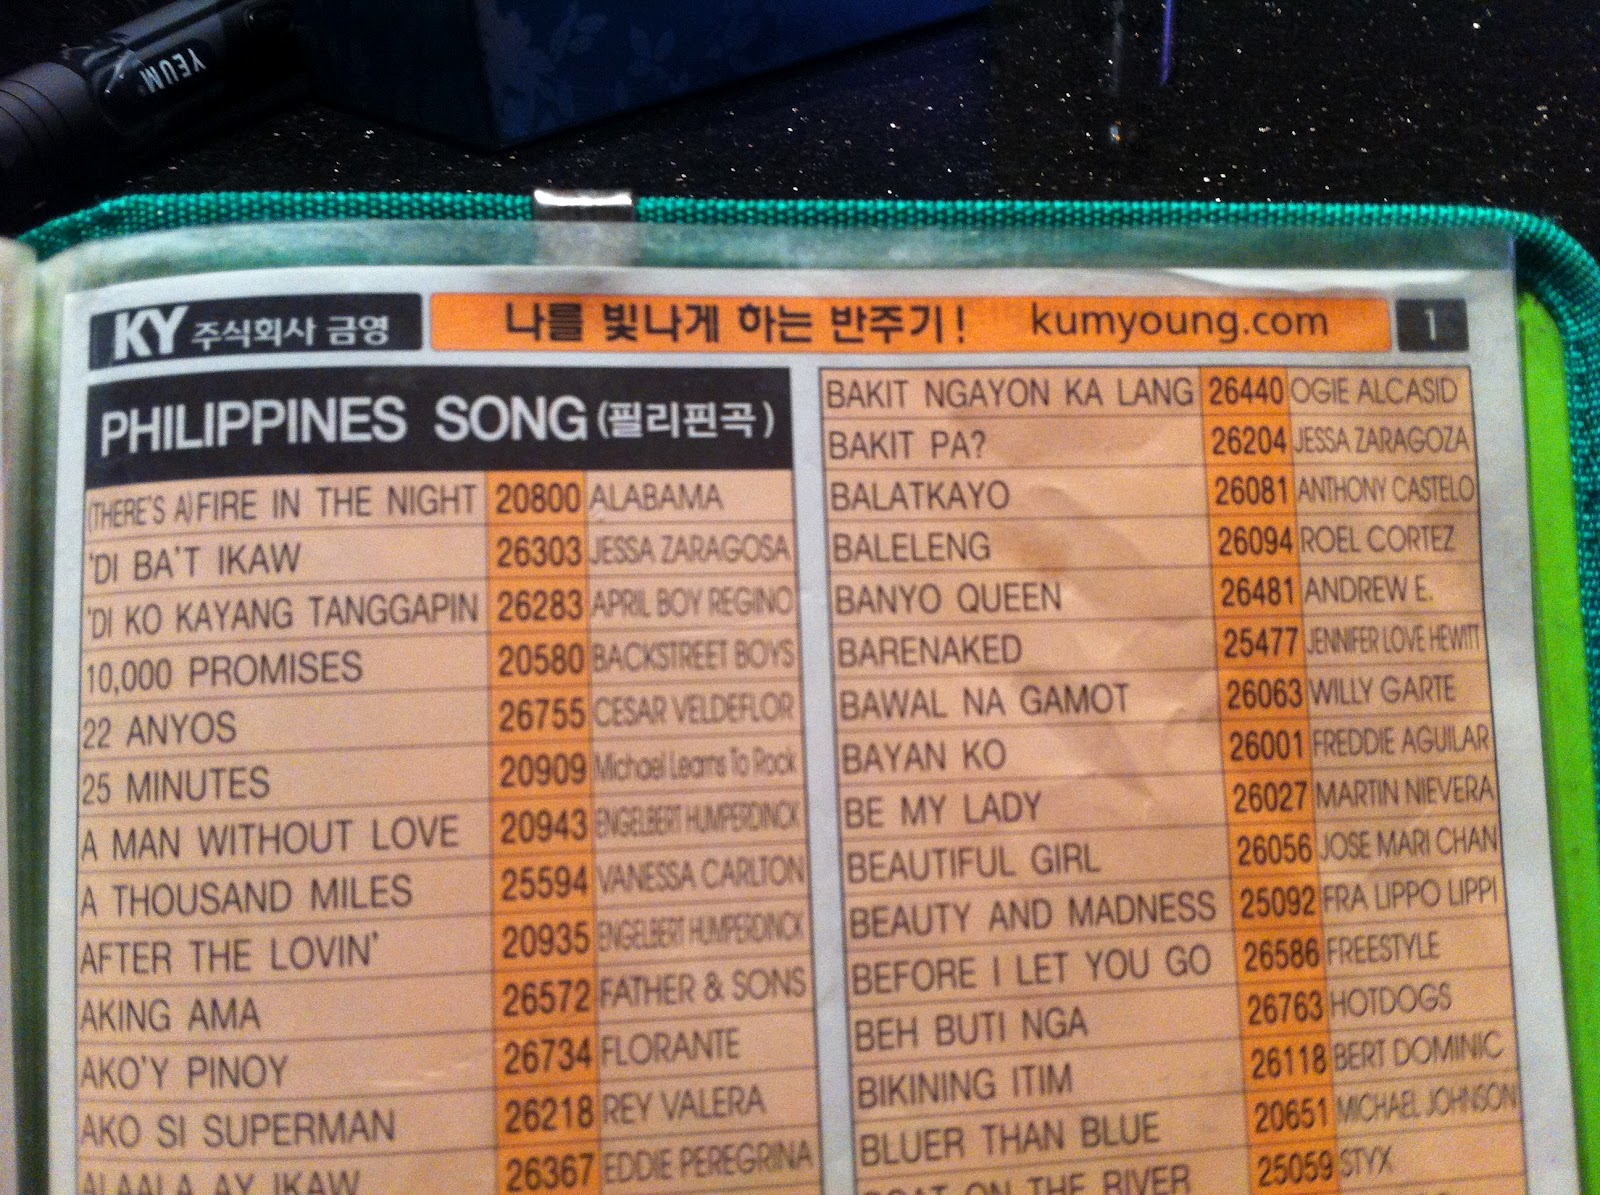 YEUM
KY 주식회사 금영 나를 빛나게 하는 반주기! kumyoung.com 1
PHILIPPINES SONG(필리핀곡)
(THERE'S A)FIRE IN THE NIGHT 20800 ALABAMA
'DI BA'T IKAW 26303 JESSA ZARAGOSA
'DI KO KAYANG TANGGAPIN 26283 APRIL BOY REGINO
10,000 PROMISES 20580 BACKSTREET BOYS
22 ANYOS 26755 CESAR VELDEFLOR
25 MINUTES 20909 Michael Learns To Rock
A MAN WITHOUT LOVE 20943 ENGELBERT HUMPERDINCK
A THOUSAND MILES 25594 VANESSA CARLTON
AFTER THE LOVIN' 20935 ENGELBERT HUMPERDINCK
AKING AMA 26572 FATHER & SONS
AKO'Y PINOY 26734 FLORANTE
AKO SI SUPERMAN 26218 REY VALERA
ALAALA AY IKAW 26367 EDDIE PEREGRINA
BAKIT NGAYON KA LANG 26440 OGIE ALCASID
BAKIT PA? 26204 JESSA ZARAGOZA
BALATKAYO 26081 ANTHONY CASTELO
BALELENG 26094 ROEL CORTEZ
BANYO QUEEN 26481 ANDREW E.
BARENAKED 25477 JENNIFER LOVE HEWITT
BAWAL NA GAMOT 26063 WILLY GARTE
BAYAN KO 26001 FREDDIE AGUILAR
BE MY LADY 26027 MARTIN NIEVERA
BEAUTIFUL GIRL 26056 JOSE MARI CHAN
BEAUTY AND MADNESS 25092 FRA LIPPO LIPPI
BEFORE I LET YOU GO 26586 FREESTYLE
BEH BUTI NGA 26763 HOTDOGS
BIKINING ITIM 26118 BERT DOMINIC
BLUER THAN BLUE 20651 MICHAEL JOHNSON
BOAT ON THE RIVER 25059 STYX